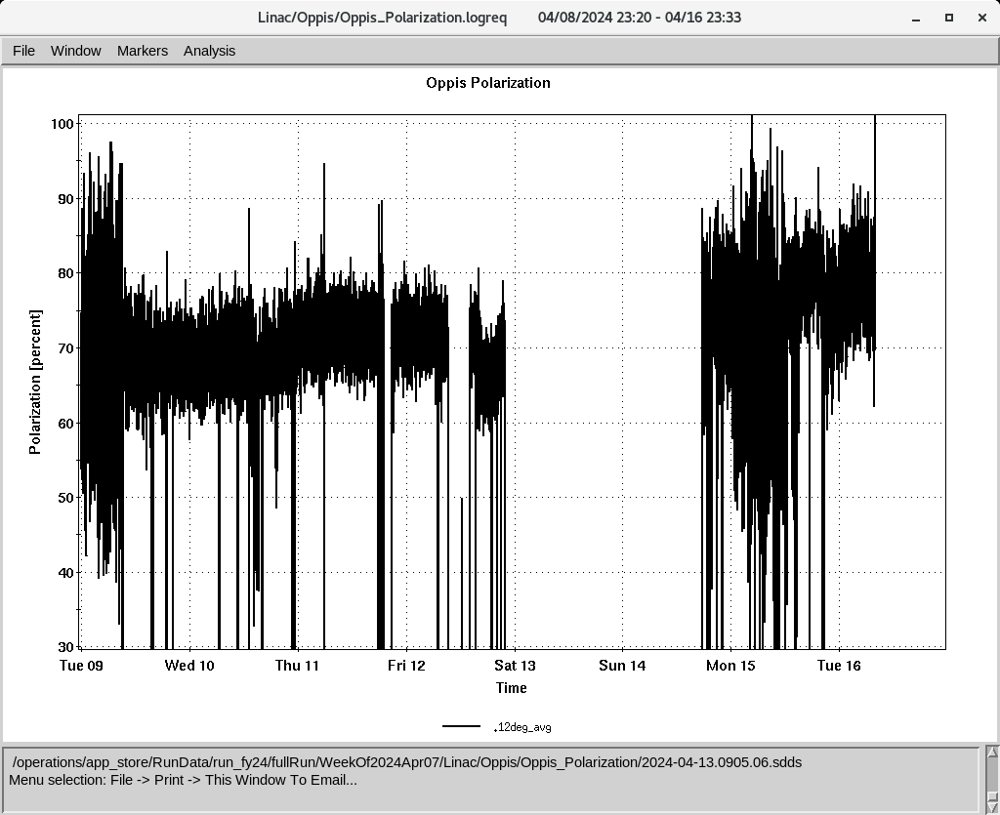 Linac/Oppis/Oppis_Polarization.logreq 04/08/2024 23:20 - 04/16 23:33
File Window Markers Analysis
Oppis Polarization
100
90
80
70
60
50
40
30
Polarization [percent]
Tue 09 Wed 10 Thu 11 Fri 12 Sat 13 Sun 14 Mon 15 Tue 16
Time
.12deg_avg
/operations/app_store/RunData/run_fy24/fullRun/WeekOf2024Apr07/Linac/Oppis/Oppis_Polarization/2024-04-13.0905.06.sdds
Menu selection: File -> Print -> This Window To Email...